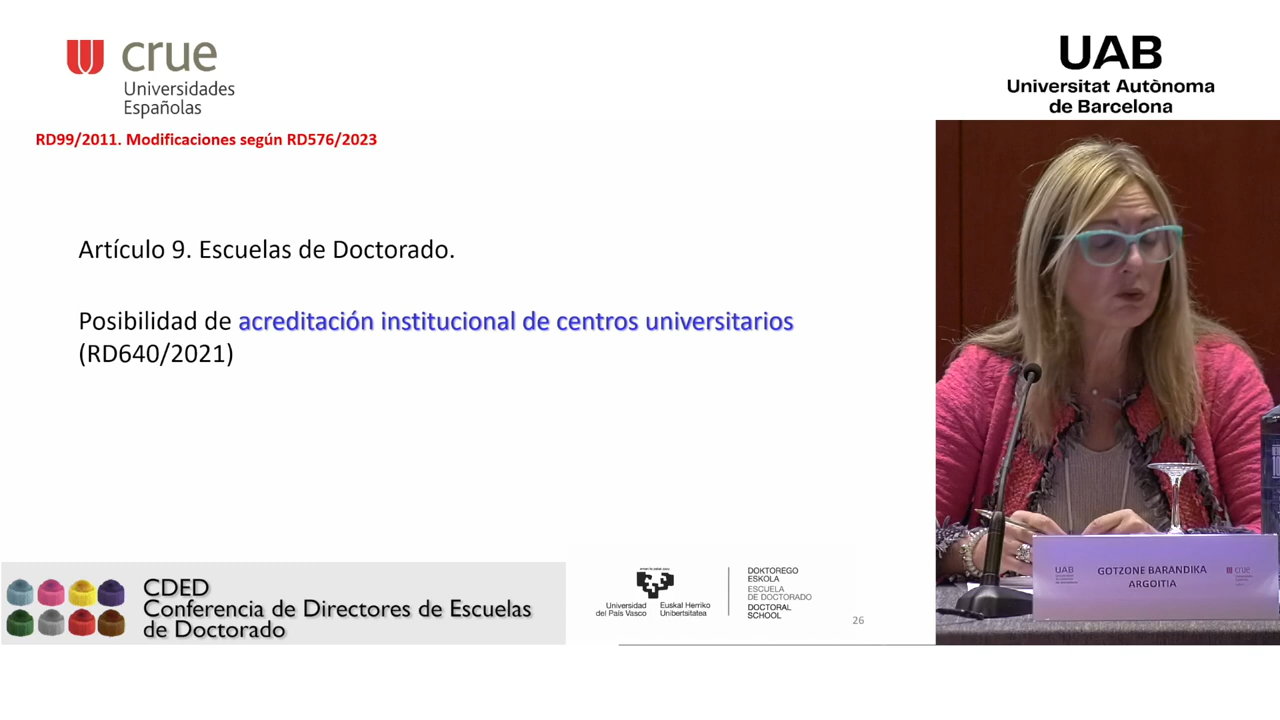 crue
Universidades
Españolas
UAB
Universitat Autònoma
de Barcelona
RD99/2011. Modificaciones según RD576/2023
Artículo 9. Escuelas de Doctorado.
Posibilidad de acreditación institucional de centros universitarios
(RD640/2021)
CDED
Conferencia de Directores de Escuelas
de Doctorado
Universidad
del País Vasco
Euskal Herriko
Unibertsitatea
DOKTOREGO
ESKOLA
ESCUELA
DE DOCTORADO
DOCTORAL
SCHOOL
26
UAB
GOTZONE BARANDIKA
ARGOITIA
crue